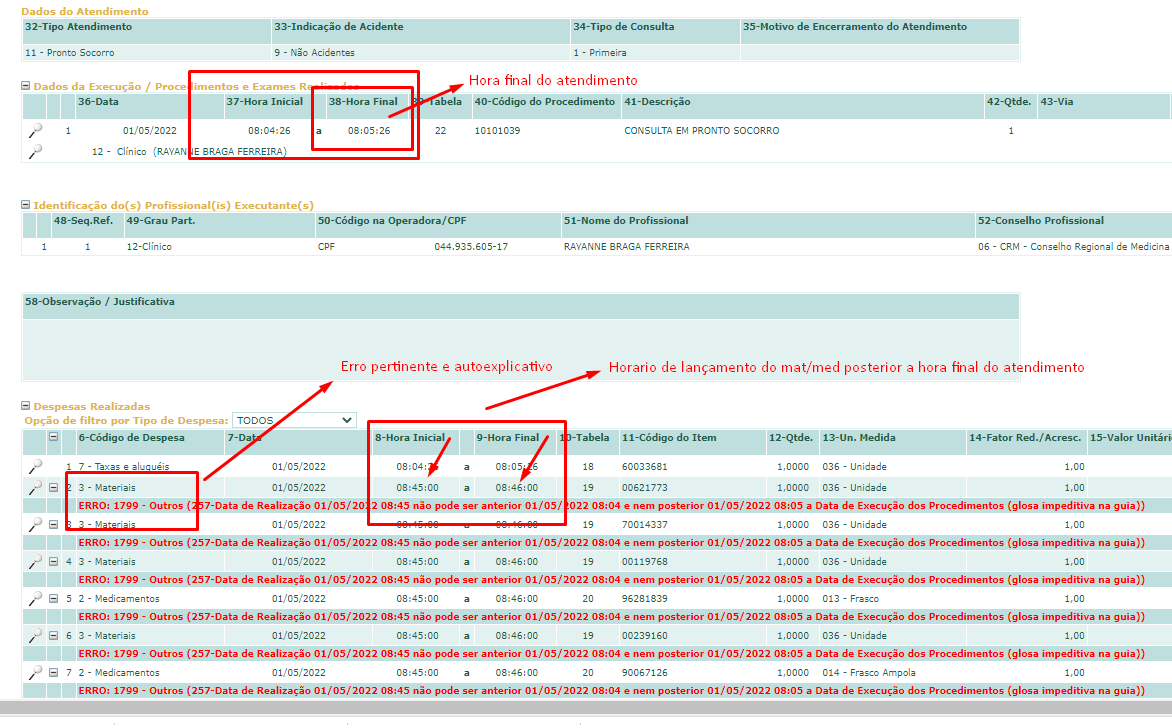 Dados do Atendimento
32-Tipo Atendimento 33-Indicação de Acidente 34-Tipo de Consulta 35-Motivo de Encerramento do Atendimento
11 - Pronto Socorro 9 - Não Acidentes 1 - Primeira
Hora final do atendimento
Dados da Execução / Procedimentos e Exames Realizados
36-Data 37-Hora Inicial 38-Hora Final 39-Tabela 40-Código do Procedimento 41-Descrição 42-Qtde. 43-Via
1 01/05/2022 08:04:26 a 08:05:26 22 10101039 CONSULTA EM PRONTO SOCORRO 1
12 - Clínico (RAYANNE BRAGA FERREIRA)
Identificação do(s) Profissional(is) Executante(s)
48-Seq.Ref. 49-Grau Part. 50-Código na Operadora/CPF 51-Nome do Profissional 52-Conselho Profissional
1 1 12-Clínico CPF 044.935.605-17 RAYANNE BRAGA FERREIRA 06 - CRM - Conselho Regional de Medicina
58-Observação / Justificativa
Erro pertinente e autoexplicativo Horario de lançamento do mat/med posterior a hora final do atendimento
Despesas Realizadas
Opção de filtro por Tipo de Despesa: TODOS
6-Código de Despesa 7-Data 8-Hora Inicial 9-Hora Final 10-Tabela 11-Código do Item 12-Qtde. 13-Un. Medida 14-Fator Red./Acresc. 15-Valor Unitári
1 7 - Taxas e aluguéis 01/05/2022 08:04:26 a 08:05:26 18 60033681 1,0000 036 - Unidade 1,00
2 3 - Materiais 01/05/2022 08:45:00 a 08:46:00 19 00621773 1,0000 036 - Unidade 1,00
ERRO: 1799 - Outros (257-Data de Realização 01/05/2022 08:45 não pode ser anterior 01/05/2022 08:04 e nem posterior 01/05/2022 08:05 a Data de Execução dos Procedimentos (glosa impeditiva na guia))
3 3 - Materiais 01/05/2022 08:45:00 a 08:46:00 19 70014337 1,0000 036 - Unidade 1,00
ERRO: 1799 - Outros (257-Data de Realização 01/05/2022 08:45 não pode ser anterior 01/05/2022 08:04 e nem posterior 01/05/2022 08:05 a Data de Execução dos Procedimentos (glosa impeditiva na guia))
4 3 - Materiais 01/05/2022 08:45:00 a 08:46:00 19 00119768 1,0000 036 - Unidade 1,00
ERRO: 1799 - Outros (257-Data de Realização 01/05/2022 08:45 não pode ser anterior 01/05/2022 08:04 e nem posterior 01/05/2022 08:05 a Data de Execução dos Procedimentos (glosa impeditiva na guia))
5 2 - Medicamentos 01/05/2022 08:45:00 a 08:46:00 20 96281839 1,0000 013 - Frasco 1,00
ERRO: 1799 - Outros (257-Data de Realização 01/05/2022 08:45 não pode ser anterior 01/05/2022 08:04 e nem posterior 01/05/2022 08:05 a Data de Execução dos Procedimentos (glosa impeditiva na guia))
6 3 - Materiais 01/05/2022 08:45:00 a 08:46:00 19 00239160 1,0000 036 - Unidade 1,00
ERRO: 1799 - Outros (257-Data de Realização 01/05/2022 08:45 não pode ser anterior 01/05/2022 08:04 e nem posterior 01/05/2022 08:05 a Data de Execução dos Procedimentos (glosa impeditiva na guia))
7 2 - Medicamentos 01/05/2022 08:45:00 a 08:46:00 20 90067126 1,0000 014 - Frasco Ampola 1,00
ERRO: 1799 - Outros (257-Data de Realização 01/05/2022 08:45 não pode ser anterior 01/05/2022 08:04 e nem posterior 01/05/2022 08:05 a Data de Execução dos Procedimentos (glosa impeditiva na guia))